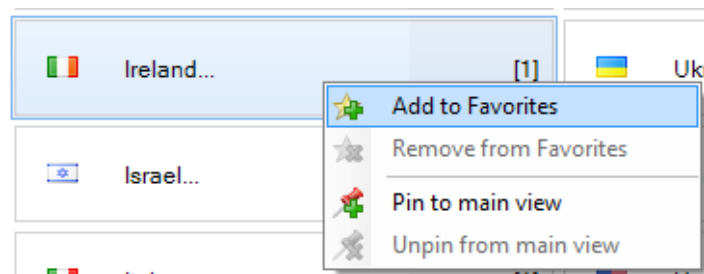 Ireland... [1]
Add to Favorites
Remove from Favorites
Israel...
Pin to main view
Unpin from main view